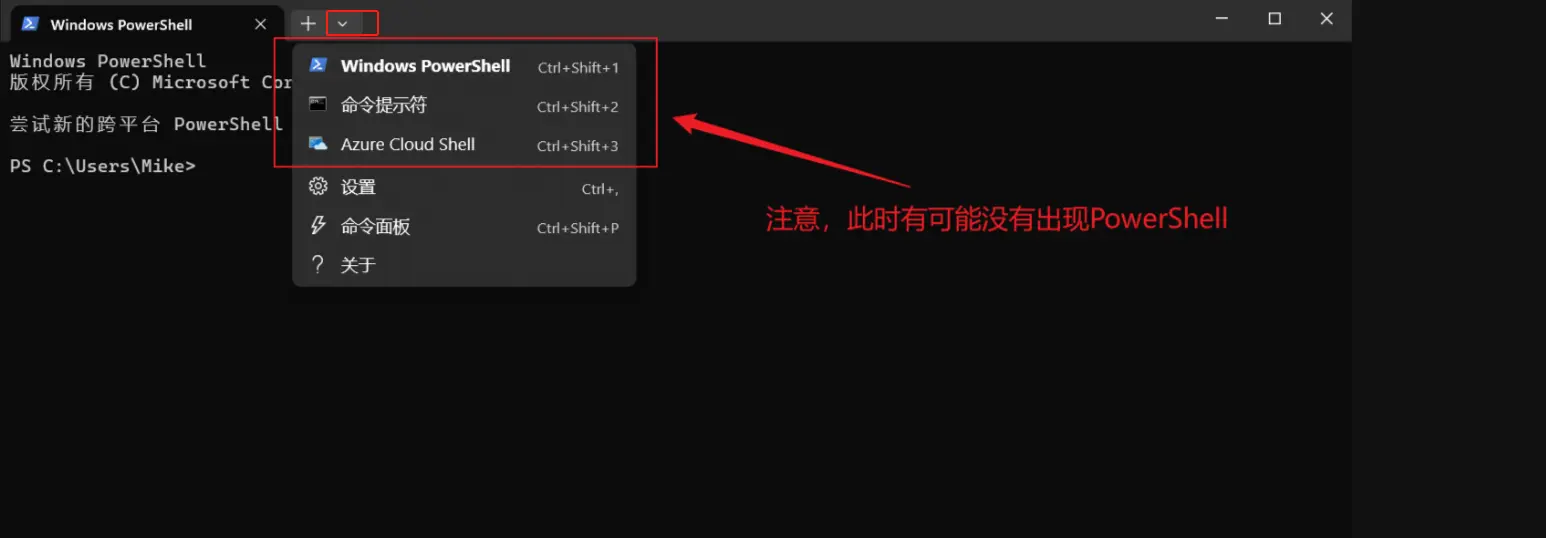 Windows PowerShell
Windows PowerShell
版权所有 (C) Microsoft Cor
尝试新的跨平台 PowerShell
PS C:\Users\Mike>
Windows PowerShell Ctrl+Shift+1
命令提示符 Ctrl+Shift+2
Azure Cloud Shell Ctrl+Shift+3
设置 Ctrl+,
命令面板 Ctrl+Shift+P
关于
注意，此时有可能没有出现PowerShell